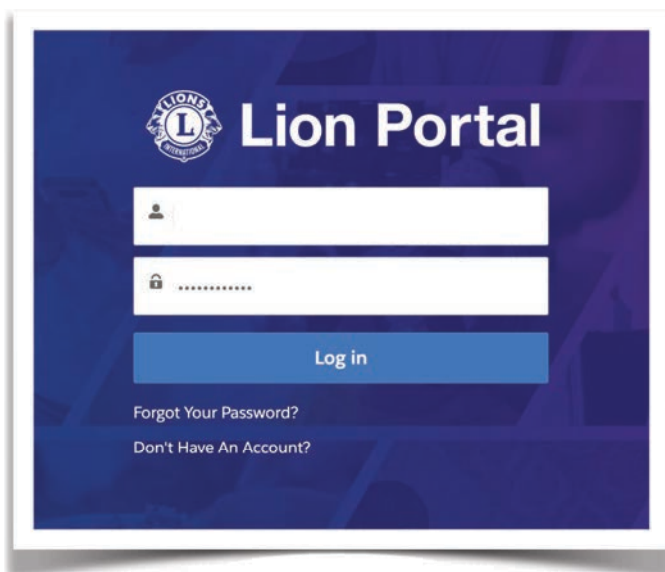 LIONS
L
INTERNATIONAL
Lion Portal
............
Log in
Forgot Your Password?
Don't Have An Account?